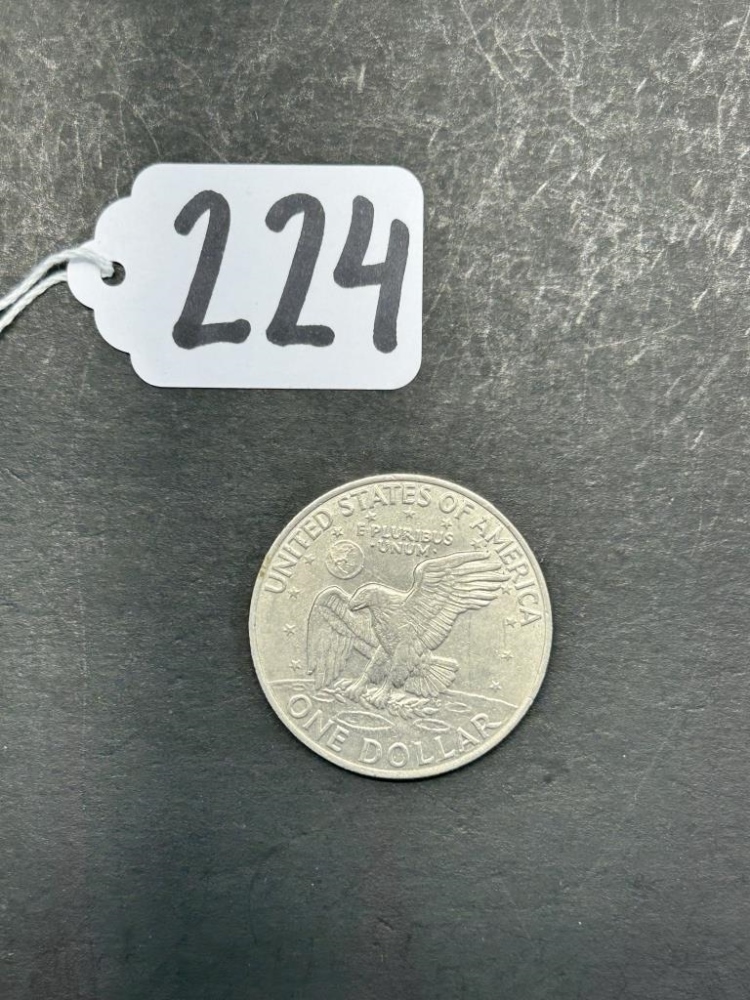 224
UNITED STATES OF AMERICA
E PLURIBUS
·UNUM·
ONE DOLLAR